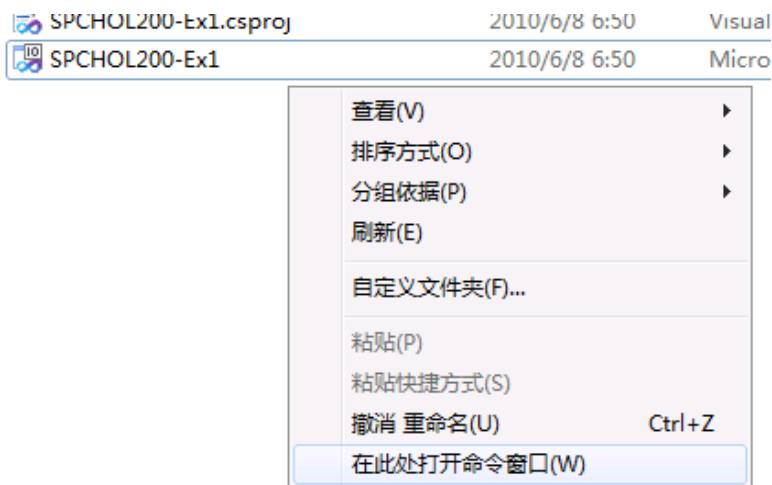 SPCHOL200-Ex1.csproj 2010/6/8 6:50 Visual
SPCHOL200-Ex1 2010/6/8 6:50 Micro
查看(V)
排序方式(O)
分组依据(P)
刷新(E)
自定义文件夹(F)...
粘贴(P)
粘贴快捷方式(S)
撤消 重命名(U) Ctrl+Z
在此处打开命令窗口(W)